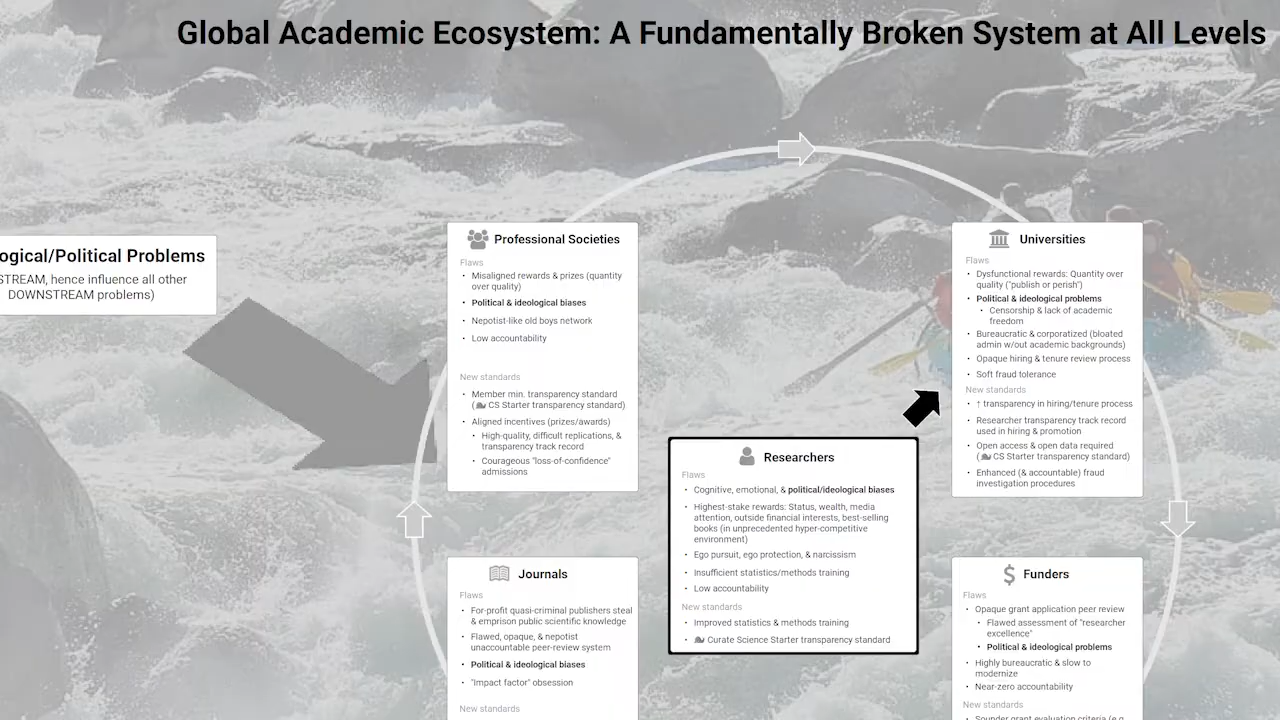 Global Academic Ecosystem: A Fundamentally Broken System at All Levels
ogical/Political Problems
STREAM, hence influence all other
DOWNSTREAM problems)
Professional Societies
Flaws
• Misaligned rewards & prizes (quantity
over quality)
• Political & ideological biases
• Nepotist-like old boys network
• Low accountability
New standards
• Member min. transparency standard
( CS Starter transparency standard)
• Aligned incentives (prizes/awards)
• High-quality, difficult replications, &
transparency track record
• Courageous "loss-of-confidence"
admissions
Universities
Flaws
• Dysfunctional rewards: Quantity over
quality ("publish or perish")
• Political & ideological problems
• Censorship & lack of academic
freedom
• Bureaucratic & corporatized (bloated
admin w/out academic backgrounds)
• Opaque hiring & tenure review process
• Soft fraud tolerance
New standards
• ↑ transparency in hiring/tenure process
• Researcher transparency track record
used in hiring & promotion
• Open access & open data required
( CS Starter transparency standard)
• Enhanced (& accountable) fraud
investigation procedures
Researchers
Flaws
• Cognitive, emotional, & political/ideological biases
• Highest-stake rewards: Status, wealth, media
attention, outside financial interests, best-selling
books (in unprecedented hyper-competitive
environment)
• Ego pursuit, ego protection, & narcissism
• Insufficient statistics/methods training
• Low accountability
New standards
• Improved statistics & methods training
• Curate Science Starter transparency standard
Journals
Flaws
• For-profit quasi-criminal publishers steal
& emprison public scientific knowledge
• Flawed, opaque, & nepotist
unaccountable peer-review system
• Political & ideological biases
• "Impact factor" obsession
New standards
$ Funders
Flaws
• Opaque grant application peer review
• Flawed assessment of "researcher
excellence"
• Political & ideological problems
• Highly bureaucratic & slow to
modernize
• Near-zero accountability
New standards
• Sounder grant evaluation criteria (e.g.